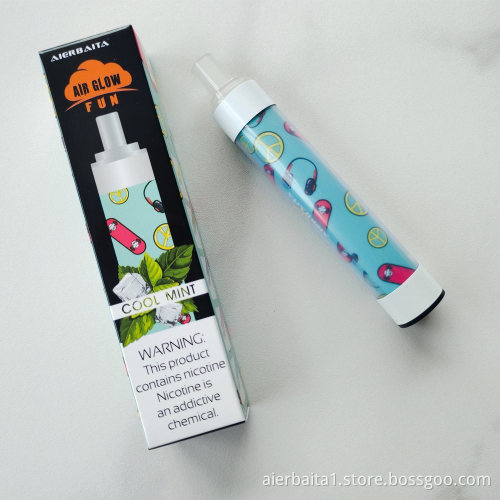 AIERBAITA
AIR GLOW
FUN
COOL MINT
WARNING:
This product
contains nicotine
Nicotine is
an addictive
chemical.
aierbaita1.store.bossgoo.com